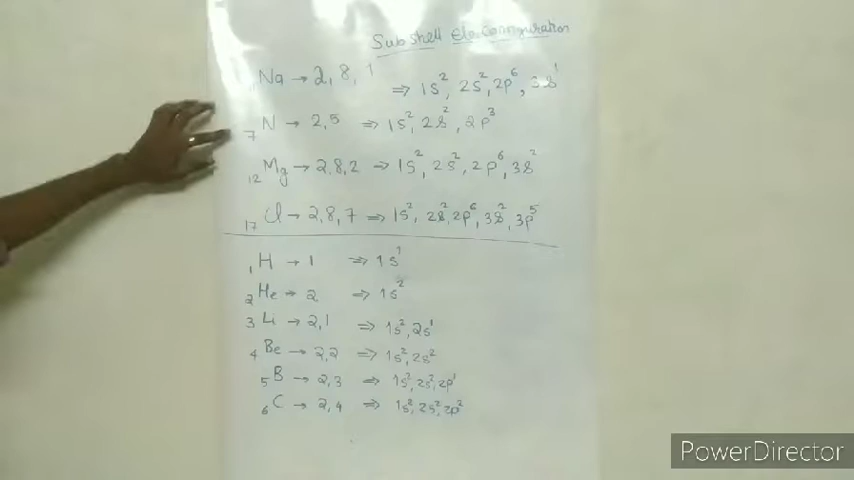 Subshell Ele. Configuration
Na → 2, 8, 1 ⇒ 1s², 2s², 2p⁶, 3s¹
₇N → 2,5 ⇒ 1s², 2s², 2p³
₁₂Mg → 2,8,2 ⇒ 1s², 2s², 2p⁶, 3s²
₁₇Cl → 2,8,7 ⇒ 1s², 2s², 2p⁶, 3s², 3p⁵
₁H → 1 ⇒ 1s¹
₂He → 2 ⇒ 1s²
₃Li → 2,1 ⇒ 1s², 2s¹
₄Be → 2,2 ⇒ 1s², 2s²
₅B → 2,3 ⇒ 1s², 2s², 2p¹
₆C → 2,4 ⇒ 1s², 2s², 2p²
PowerDirector